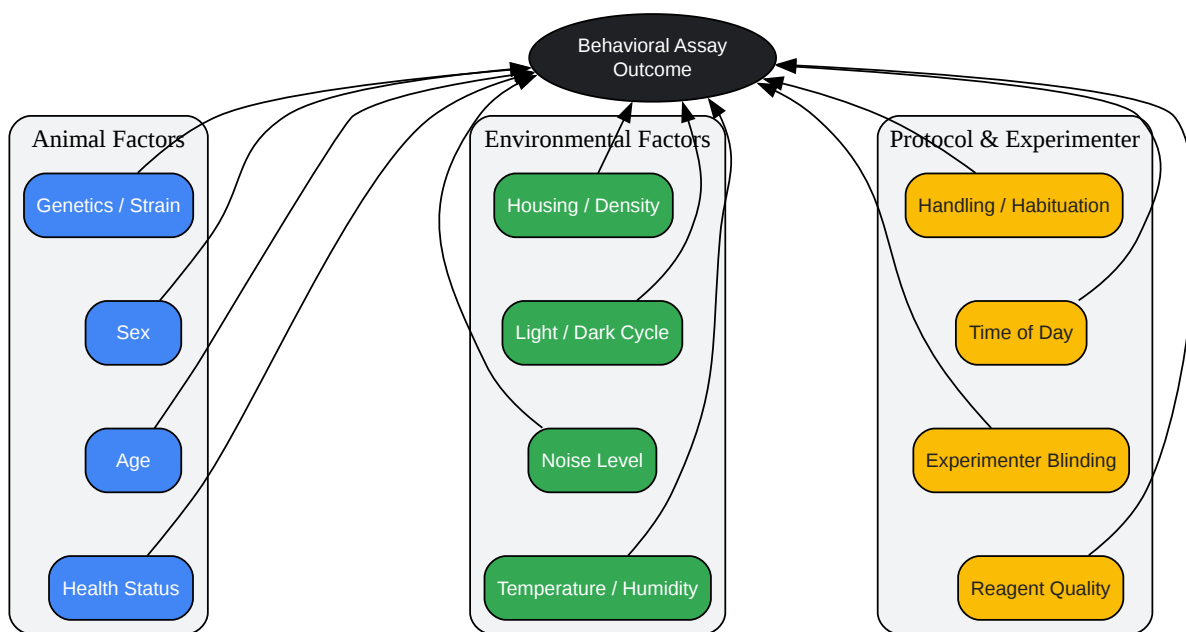 Behavioral Assay
Outcome
Animal Factors
Genetics / Strain
Sex
Age
Health Status
Environmental Factors
Housing / Density
Light / Dark Cycle
Noise Level
Temperature / Humidity
Protocol & Experimenter
Handling / Habituation
Time of Day
Experimenter Blinding
Reagent Quality